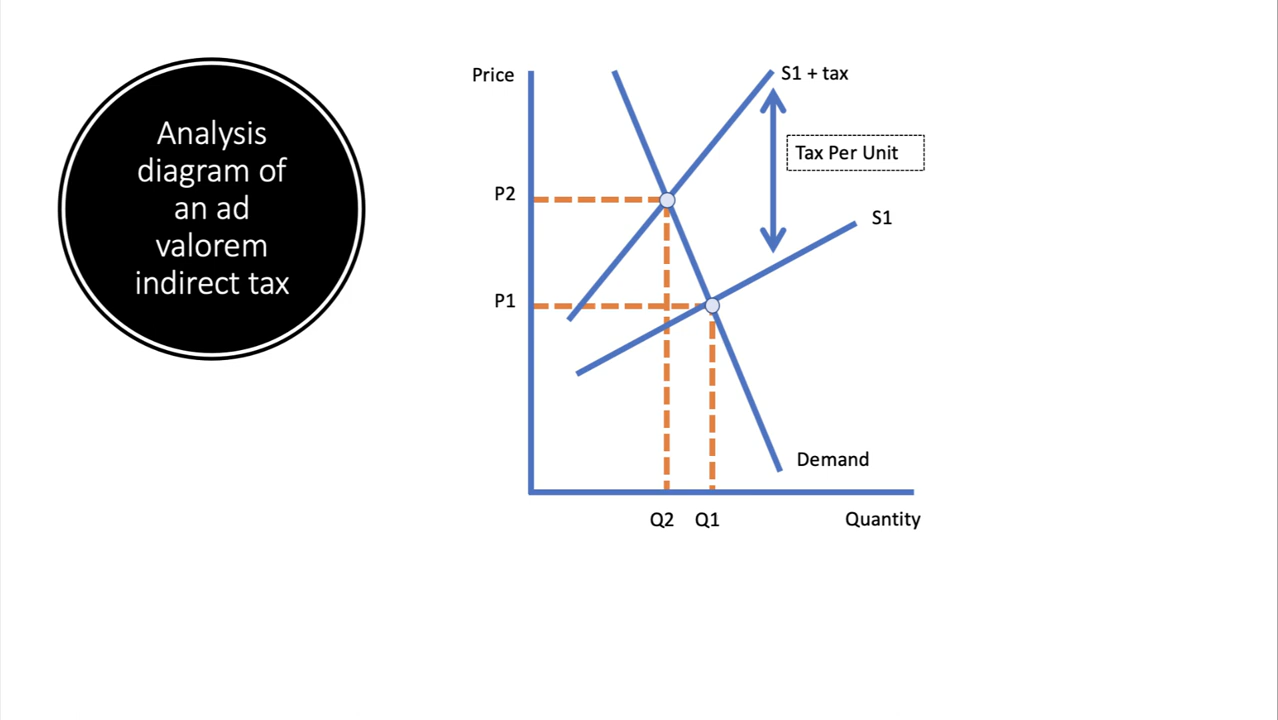 Analysis
diagram of
an ad
valorem
indirect tax
Price
S1 + tax
Tax Per Unit
P2
S1
P1
Demand
Q2
Q1
Quantity